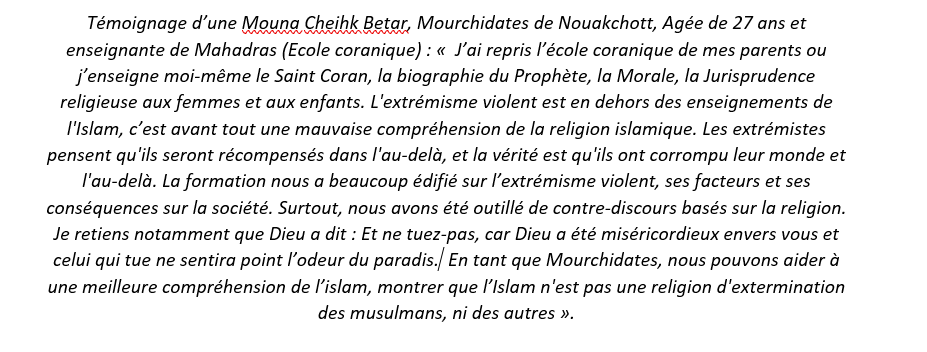 Témoignage d’une Mouna Cheihk Betar, Mourchidates de Nouakchott, Agée de 27 ans et
enseignante de Mahadras (Ecole coranique) : «  J’ai repris l’école coranique de mes parents ou
j’enseigne moi-même le Saint Coran, la biographie du Prophète, la Morale, la Jurisprudence
religieuse aux femmes et aux enfants. L'extrémisme violent est en dehors des enseignements de
l'Islam, c’est avant tout une mauvaise compréhension de la religion islamique. Les extrémistes
pensent qu'ils seront récompensés dans l'au-delà, et la vérité est qu'ils ont corrompu leur monde et
l'au-delà. La formation nous a beaucoup édifié sur l’extrémisme violent, ses facteurs et ses
conséquences sur la société. Surtout, nous avons été outillé de contre-discours basés sur la religion.
Je retiens notamment que Dieu a dit : Et ne tuez-pas, car Dieu a été miséricordieux envers vous et
celui qui tue ne sentira point l’odeur du paradis. En tant que Mourchidates, nous pouvons aider à
une meilleure compréhension de l’islam, montrer que l’Islam n'est pas une religion d'extermination
des musulmans, ni des autres ».